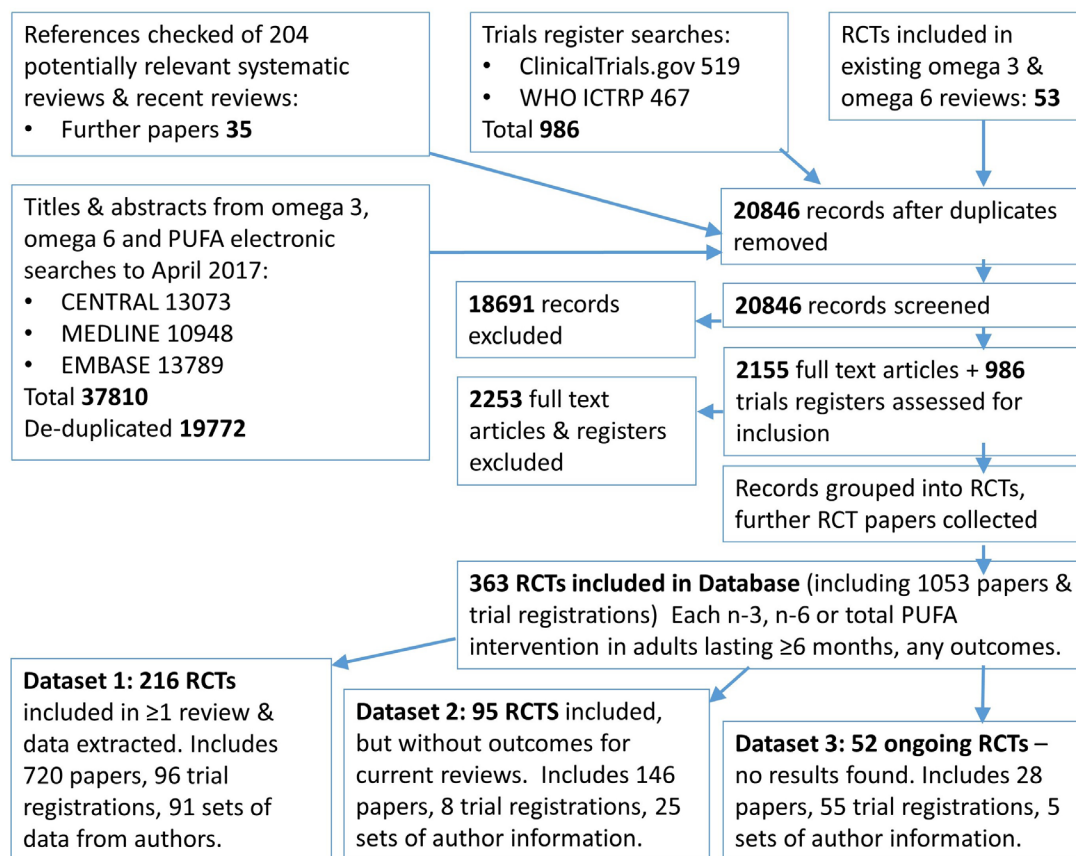 References checked of 204
potentially relevant systematic
reviews & recent reviews:
• Further papers 35
Trials register searches:
• ClinicalTrials.gov 519
• WHO ICTRP 467
Total 986
RCTs included in
existing omega 3 &
omega 6 reviews: 53
Titles & abstracts from omega 3,
omega 6 and PUFA electronic
searches to April 2017:
• CENTRAL 13073
• MEDLINE 10948
• EMBASE 13789
Total 37810
De-duplicated 19772
20846 records after duplicates
removed
20846 records screened
18691 records
excluded
2155 full text articles + 986
trials registers assessed for
inclusion
2253 full text
articles & registers
excluded
Records grouped into RCTs,
further RCT papers collected
363 RCTs included in Database (including 1053 papers &
trial registrations) Each n-3, n-6 or total PUFA
intervention in adults lasting ≥6 months, any outcomes.
Dataset 1: 216 RCTs
included in ≥1 review &
data extracted. Includes
720 papers, 96 trial
registrations, 91 sets of
data from authors.
Dataset 2: 95 RCTS included,
but without outcomes for
current reviews. Includes 146
papers, 8 trial registrations, 25
sets of author information.
Dataset 3: 52 ongoing RCTs –
no results found. Includes 28
papers, 55 trial registrations, 5
sets of author information.